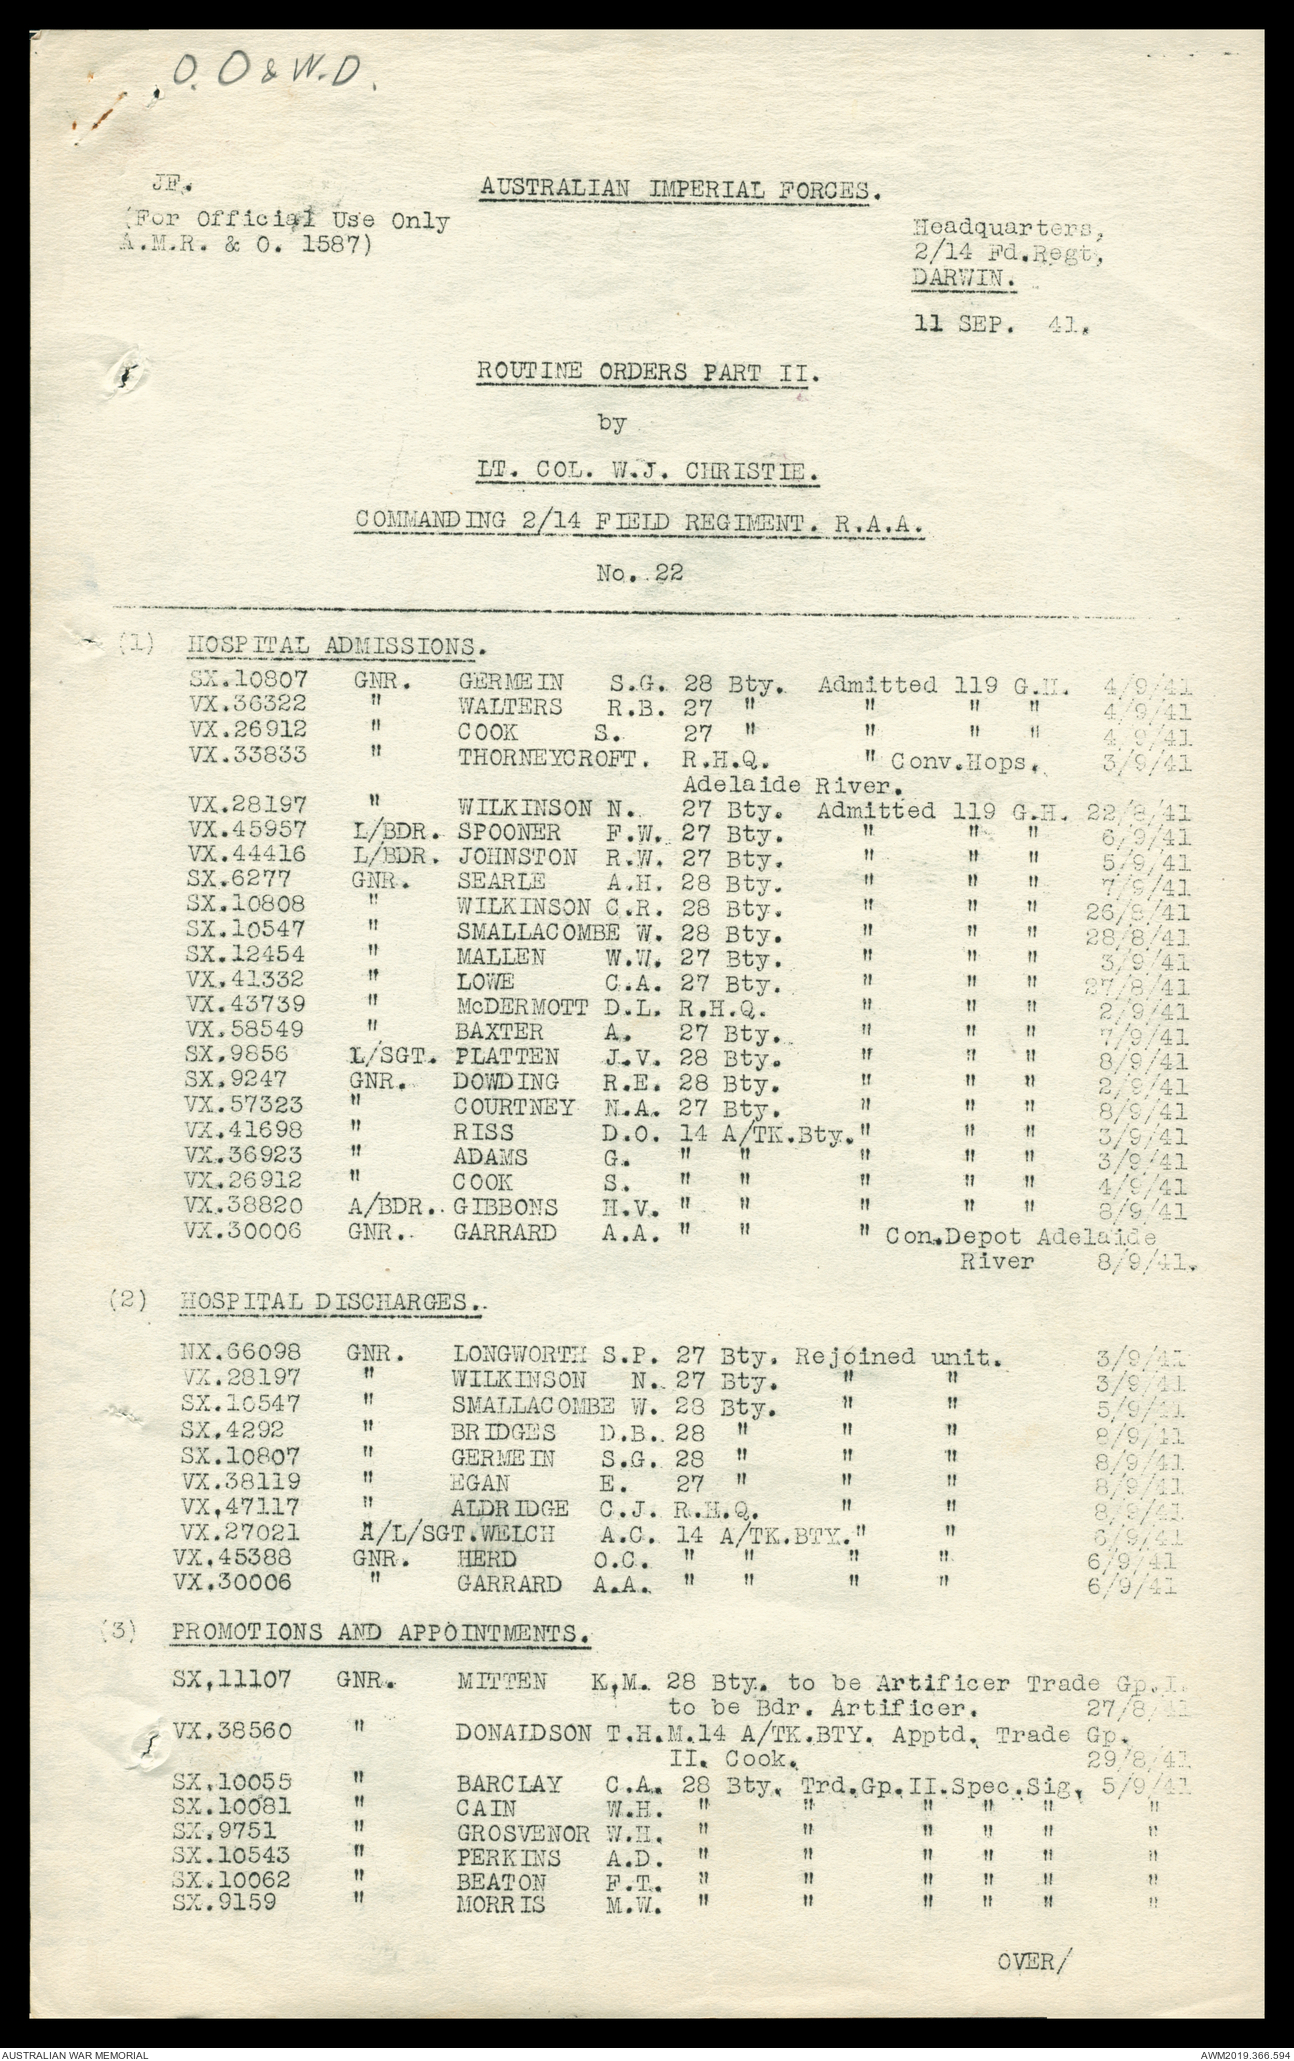 O.O & W.D.
JF.
AUSTRALIAN IMPERIAL FORCES.
(For Official Use Only
A.M.R. & O. 1587)
Headquarters,
2/14 Fd.Regt,
DARWIN.
11 SEP. 41.
ROUTINE ORDERS PART II.
by
LT. COL. W.J. CHRISTIE.
COMMANDING 2/14 FIELD REGIMENT. R.A.A.
No. 22
(1) HOSPITAL ADMISSIONS.
SX.10807 GNR. GERMEIN S.G. 28 Bty. Admitted 119 G.H. 4/9/41
VX.36322 " WALTERS R.B. 27 " " " " 4/9/41
VX.26912 " COOK S. 27 " " " " 4/9/41
VX.33833 " THORNEYCROFT. R.H.Q. " Conv.Hops. 3/9/41
Adelaide River.
VX.28197 " WILKINSON N. 27 Bty. Admitted 119 G.H. 22/8/41
VX.45957 L/BDR. SPOONER F.W. 27 Bty. " " " 6/9/41
VX.44416 L/BDR. JOHNSTON R.W. 27 Bty. " " " 5/9/41
SX.6277 GNR. SEARLE A.H. 28 Bty. " " " 7/9/41
SX.10808 " WILKINSON C.R. 28 Bty. " " " 26/8/41
SX.10547 " SMALLACOMBE W. 28 Bty. " " " 28/8/41
SX.12454 " MALLEN W.W. 27 Bty. " " " 3/9/41
VX.41332 " LOWE C.A. 27 Bty. " " " 27/8/41
VX.43739 " McDERMOTT D.L. R.H.Q. " " " 2/9/41
VX.58549 " BAXTER A. 27 Bty. " " " 7/9/41
SX.9856 L/SGT. PLATTEN J.V. 28 Bty. " " " 8/9/41
SX.9247 GNR. DOWDING R.E. 28 Bty. " " " 2/9/41
VX.57323 " COURTNEY N.A. 27 Bty. " " " 8/9/41
VX.41698 " RISS D.O. 14 A/TK.Bty." " " 3/9/41
VX.36923 " ADAMS G. " " " " " 3/9/41
VX.26912 " COOK S. " " " " " 4/9/41
VX.38820 A/BDR. GIBBONS H.V. " " " " " 8/9/41
VX.30006 GNR. GARRARD A.A. " " " Con.Depot Adelaide
River 8/9/41.
(2) HOSPITAL DISCHARGES.
NX.66098 GNR. LONGWORTH S.P. 27 Bty. Rejoined unit. 3/9/41
VX.28197 " WILKINSON N. 27 Bty. " " 3/9/41
SX.10547 " SMALLACOMBE W. 28 Bty. " " 5/9/41
SX.4292 " BRIDGES D.B. 28 " " " 8/9/41
SX.10807 " GERMEIN S.G. 28 " " " 8/9/41
VX.38119 " EGAN E. 27 " " " 8/9/41
VX.47117 " ALDRIDGE C.J. R.H.Q. " " 8/9/41
VX.27021 A/L/SGT.WELCH A.C. 14 A/TK.BTY." " 6/9/41
VX.45388 GNR. HERD O.C. " " " " 6/9/41
VX.30006 " GARRARD A.A. " " " " 6/9/41
(3) PROMOTIONS AND APPOINTMENTS.
SX,11107 GNR. MITTEN K,M. 28 Bty. to be Artificer Trade Gp.I.
to be Bdr. Artificer. 27/8/41
VX.38560 " DONALDSON T.H.M.14 A/TK.BTY. Apptd, Trade Gp.
II. Cook. 29/8/41
SX.10055 " BARCLAY C.A. 28 Bty. Trd.Gp.II.Spec.Sig, 5/9/41
SX.10081 " CAIN W.H. " " " " " "
SX.9751 " GROSVENOR W.H. " " " " " "
SX.10543 " PERKINS A.D. " " " " " "
SX.10062 " BEATON F.T. " " " " " "
SX.9159 " MORRIS M.W. " " " " " "
OVER/
AUSTRALIAN WAR MEMORIAL
AWM2019.366.594